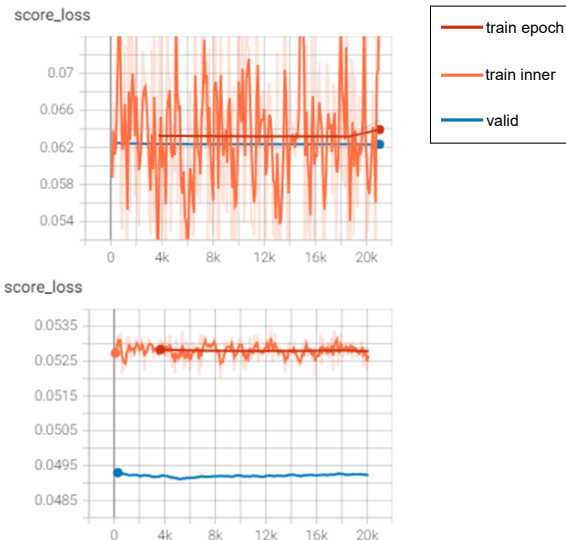 score_loss
train epoch
train inner
valid
0.07
0.066
0.062
0.058
0.054
0 4k 8k 12k 16k 20k
score_loss
0.0535
0.0525
0.0515
0.0505
0.0495
0.0485
0 4k 8k 12k 16k 20k